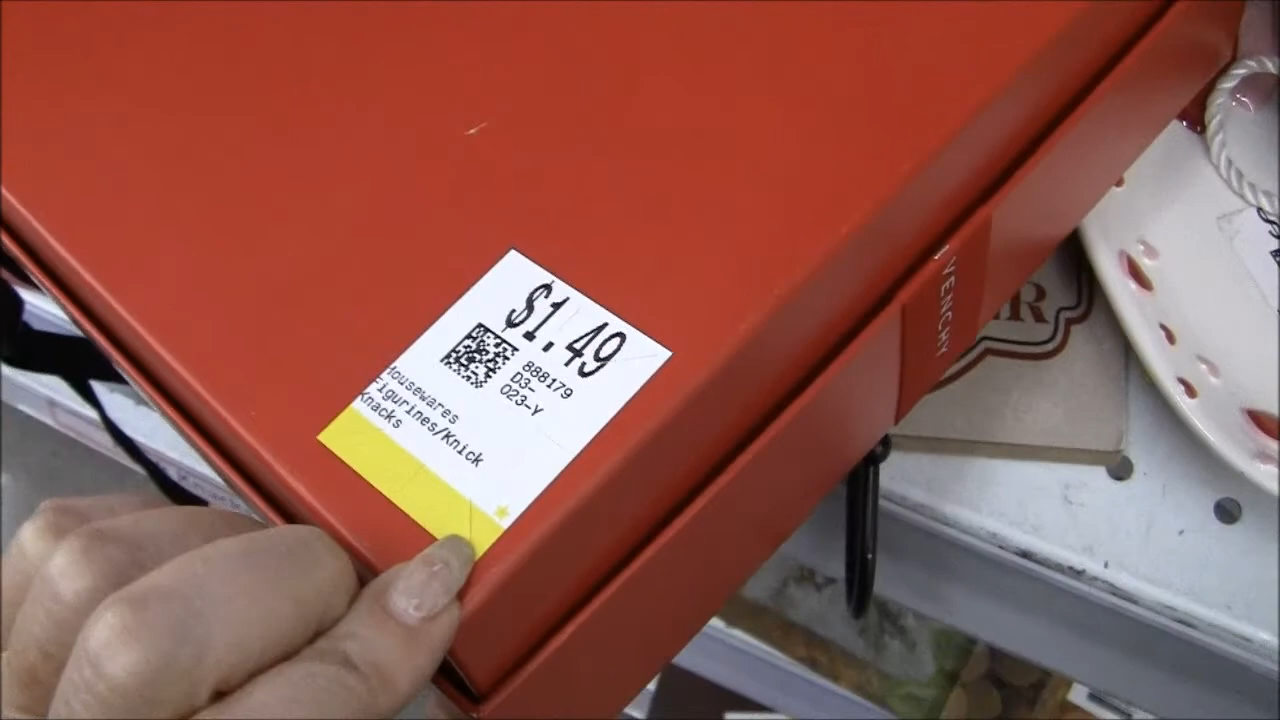 $1.49
888179
D3-
023-Y
Housewares
Figurines/Knick
Knacks
VENCHY